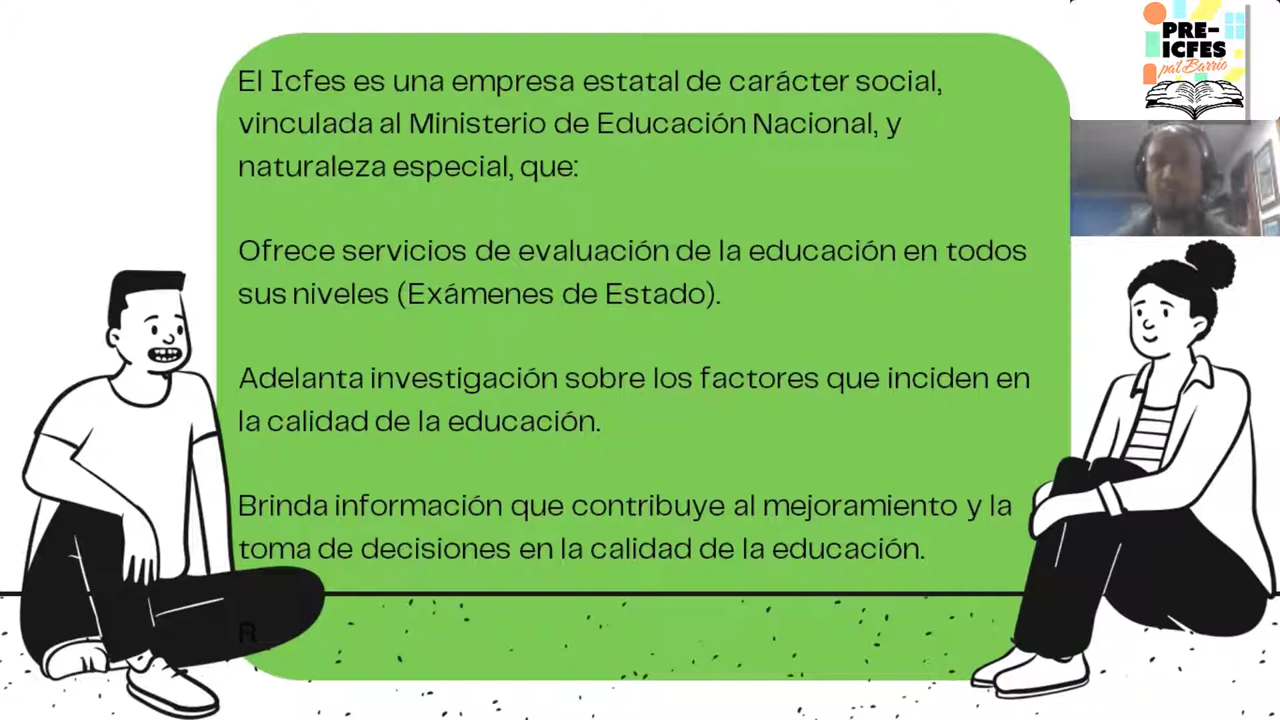 El Icfes es una empresa estatal de carácter social,
vinculada al Ministerio de Educación Nacional, y
naturaleza especial, que:
Ofrece servicios de evaluación de la educación en todos
sus niveles (Exámenes de Estado).
Adelanta investigación sobre los factores que inciden en
la calidad de la educación.
Brinda información que contribuye al mejoramiento y la
toma de decisiones en la calidad de la educación.
R
PRE-
ICFES
pa'l Barrio